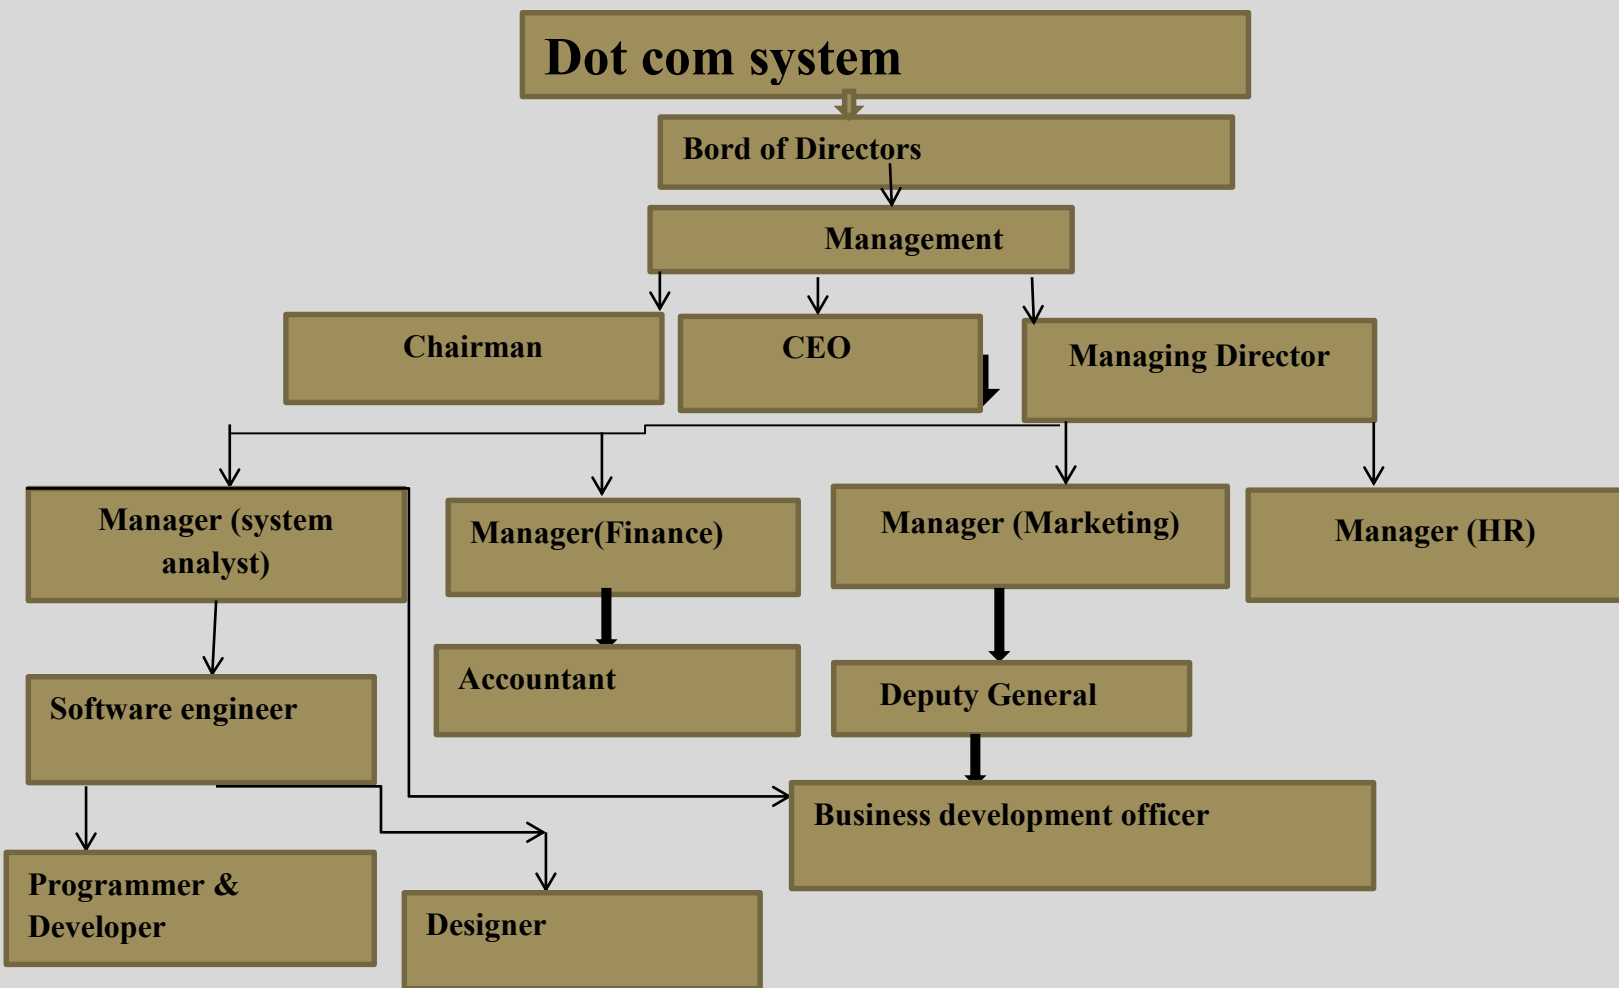 Dot com system
Bord of Directors
Management
Chairman
CEO
Managing Director
Manager (system
analyst)
Manager(Finance)
Manager (Marketing)
Manager (HR)
Software engineer
Accountant
Deputy General
Business development officer
Programmer &
Developer
Designer